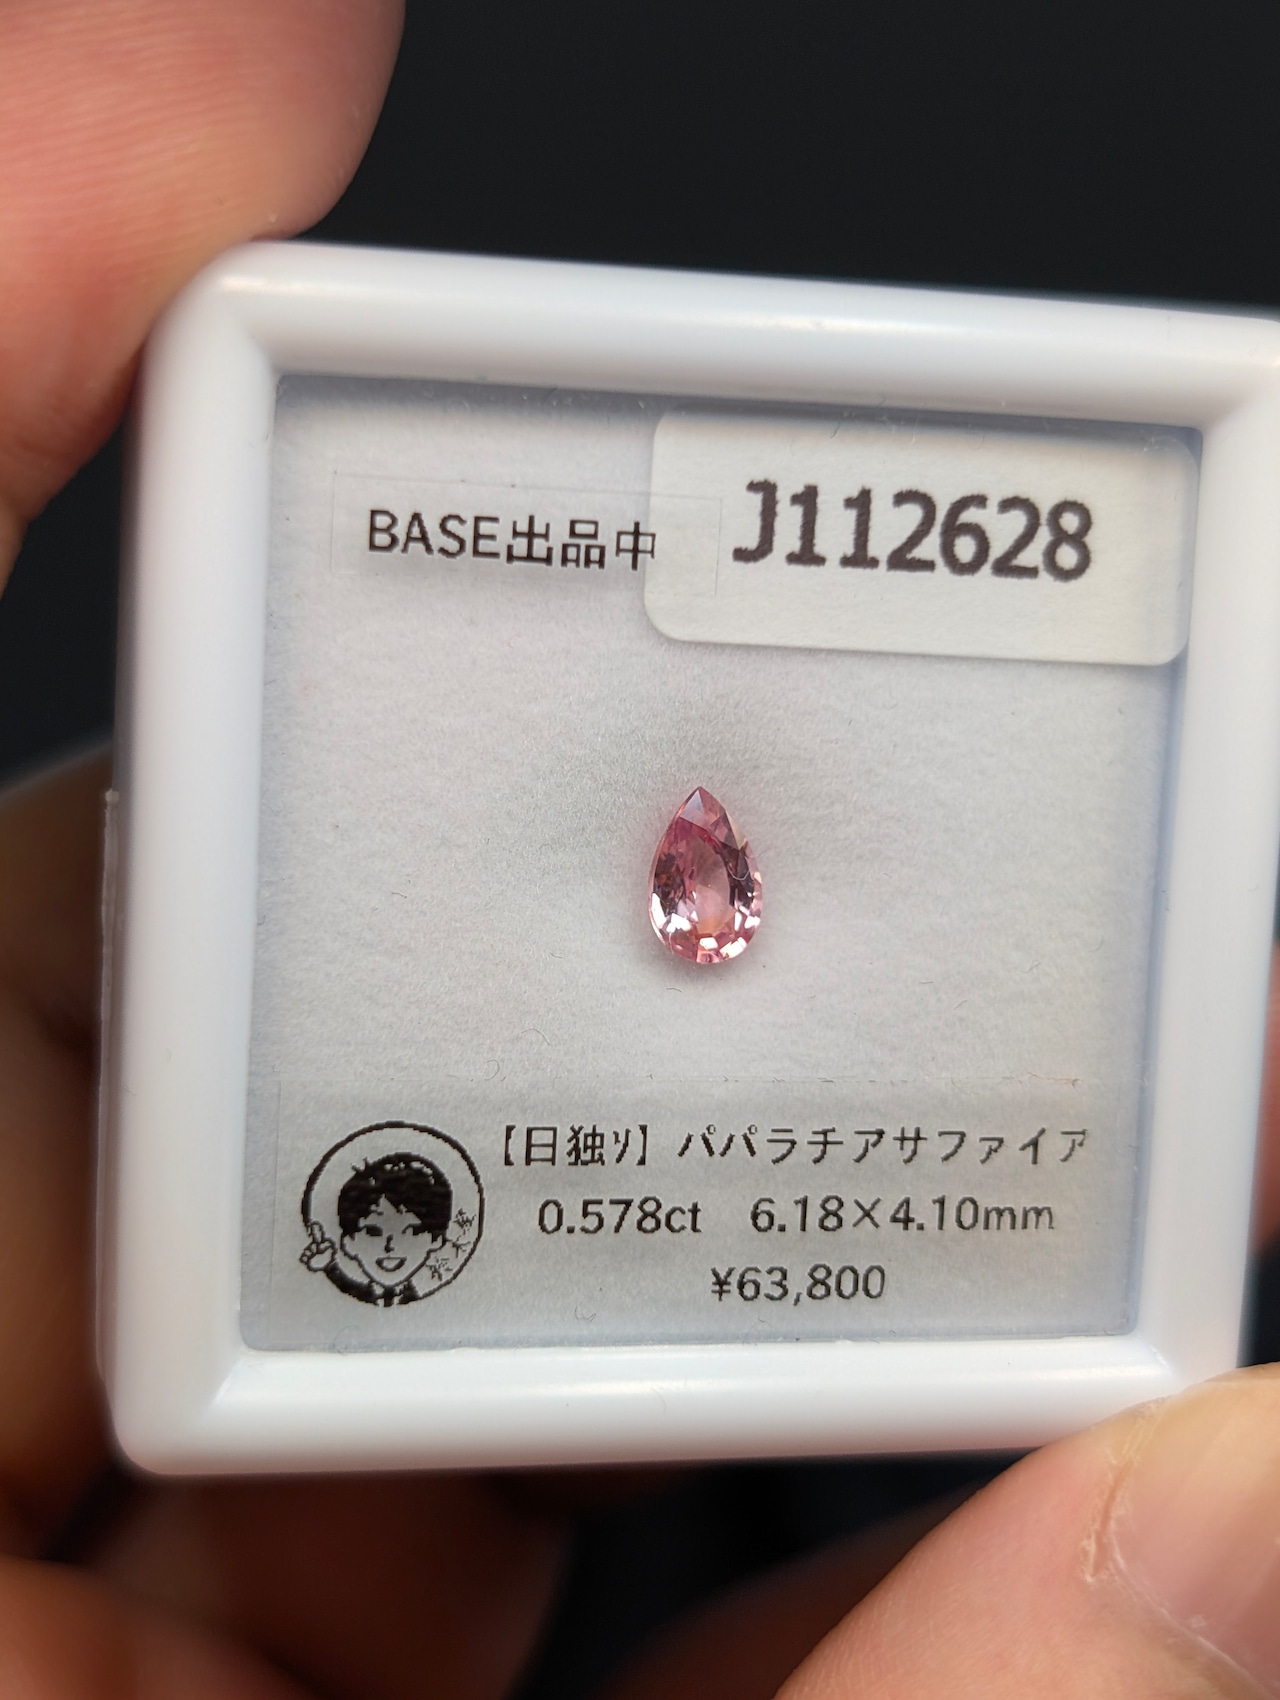 BASE出品中
J112628
【日独ﾘ】パパラチアサファイア
0.578ct 6.18×4.10mm
¥63,800